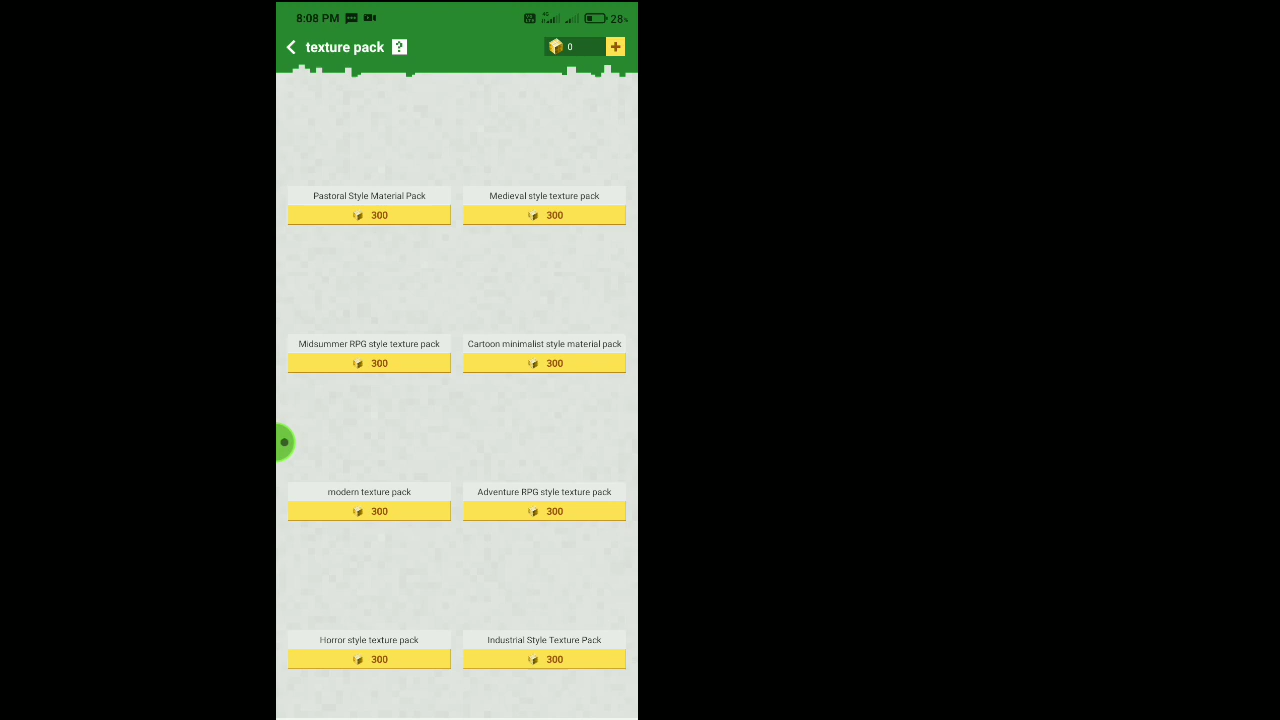 8:08 PM 28%
texture pack ? 0 +
Pastoral Style Material Pack Medieval style texture pack
300 300
Midsummer RPG style texture pack Cartoon minimalist style material pack
300 300
modern texture pack Adventure RPG style texture pack
300 300
Horror style texture pack Industrial Style Texture Pack
300 300